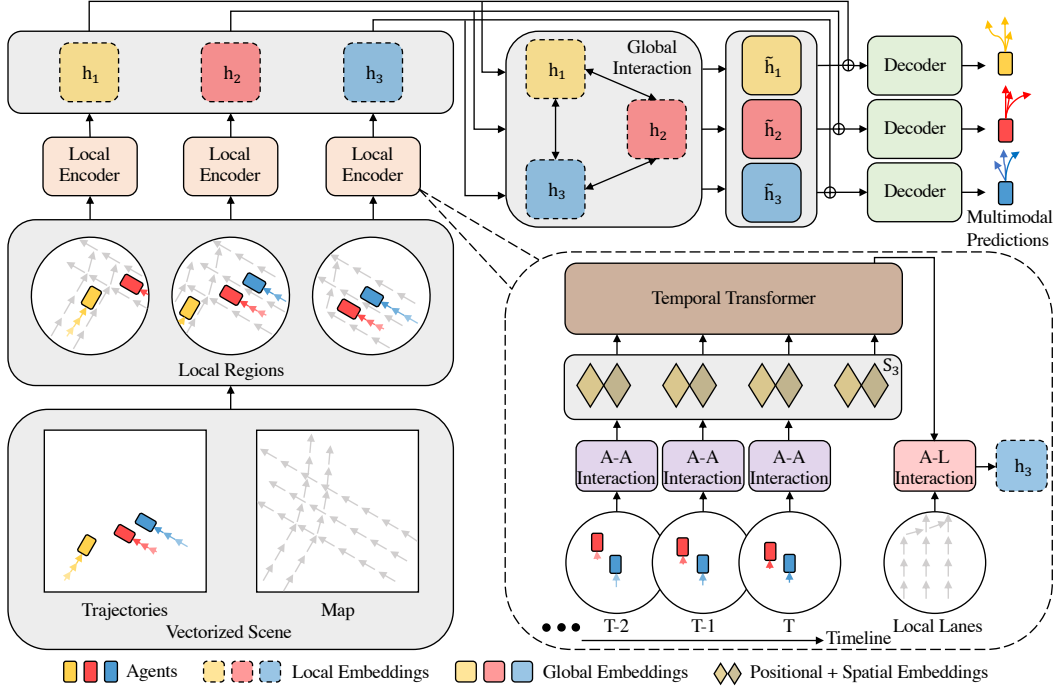 h₁
h₂
h₃
Local
Encoder
Local
Encoder
Local
Encoder
Local Regions
Trajectories
Map
Vectorized Scene
Global
Interaction
h₁
h₂
h₃
h̃₁
h̃₂
h̃₃
Decoder
Decoder
Decoder
Multimodal
Predictions
Temporal Transformer
S₃
A-A
Interaction
A-A
Interaction
A-A
Interaction
A-L
Interaction
h₃
T-2
T-1
T
Local Lanes
Timeline
Agents
Local Embeddings
Global Embeddings
Positional + Spatial Embeddings